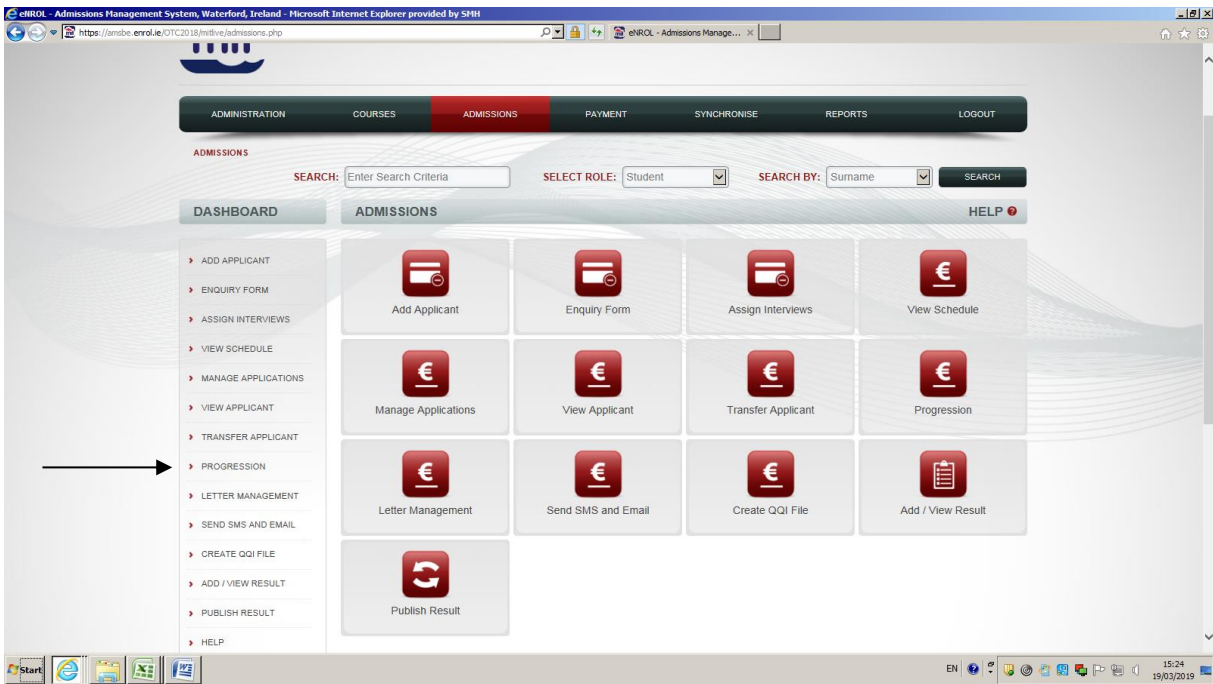 eNROL - Admissions Management System, Waterford, Ireland - Microsoft Internet Explorer provided by SMH
https://amsbe.enrol.ie/OTC2018/mitlive/admissions.php
eNROL - Admissions Manage...
ADMINISTRATION COURSES ADMISSIONS PAYMENT SYNCHRONISE REPORTS LOGOUT
ADMISSIONS
SEARCH: Enter Search Criteria SELECT ROLE: Student SEARCH BY: Surname SEARCH
DASHBOARD ADMISSIONS HELP
ADD APPLICANT
ENQUIRY FORM
ASSIGN INTERVIEWS
VIEW SCHEDULE
MANAGE APPLICATIONS
VIEW APPLICANT
TRANSFER APPLICANT
PROGRESSION
LETTER MANAGEMENT
SEND SMS AND EMAIL
CREATE QQI FILE
ADD / VIEW RESULT
PUBLISH RESULT
HELP
Add Applicant Enquiry Form Assign Interviews View Schedule
Manage Applications View Applicant Transfer Applicant Progression
Letter Management Send SMS and Email Create QQI File Add / View Result
Publish Result
Start EN 15:24
19/03/2019